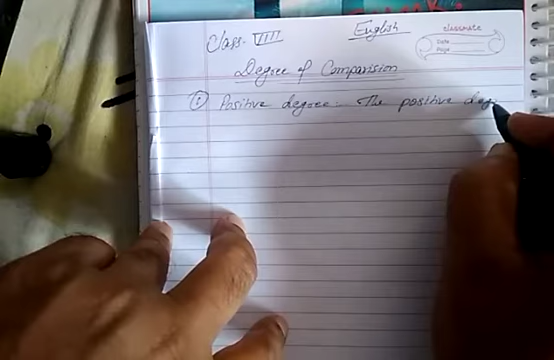 Class- VIII English
classmate
Date
Page
Degree of Comparision
① Positive degree:- The positive deg